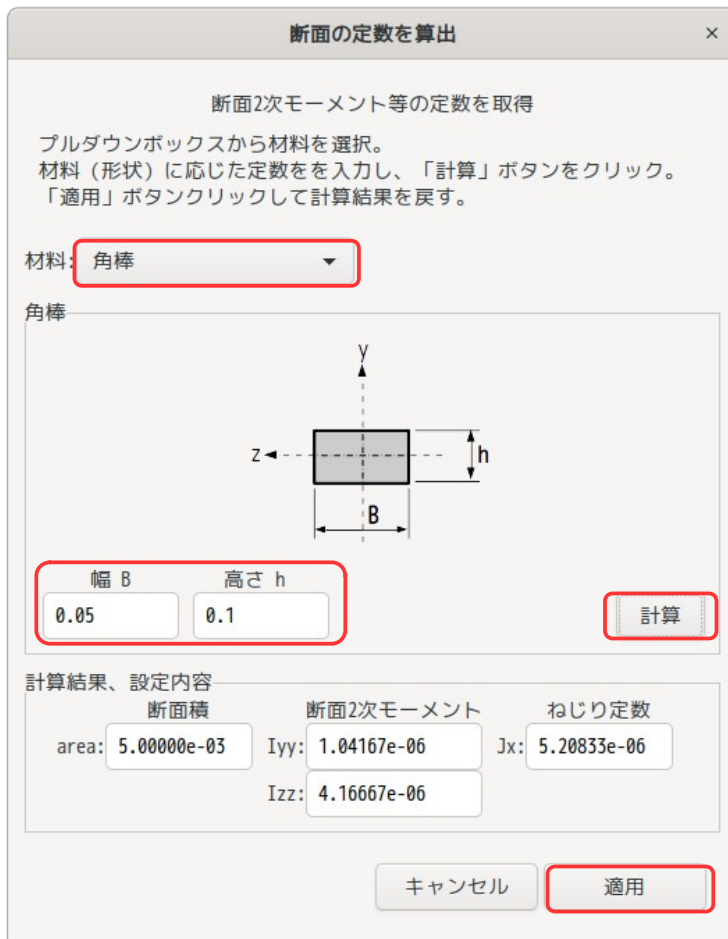 断面の定数を算出 ×
断面2次モーメント等の定数を取得
プルダウンボックスから材料を選択。
材料（形状）に応じた定数をを入力し、「計算」ボタンをクリック。
「適用」ボタンクリックして計算結果を戻す。
材料: 角棒
角棒
y
z
h
B
幅 B 高さ h
0.05 0.1 計算
計算結果、設定内容
断面積 断面2次モーメント ねじり定数
area: 5.00000e-03 Iyy: 1.04167e-06 Jx: 5.20833e-06
Izz: 4.16667e-06
キャンセル 適用